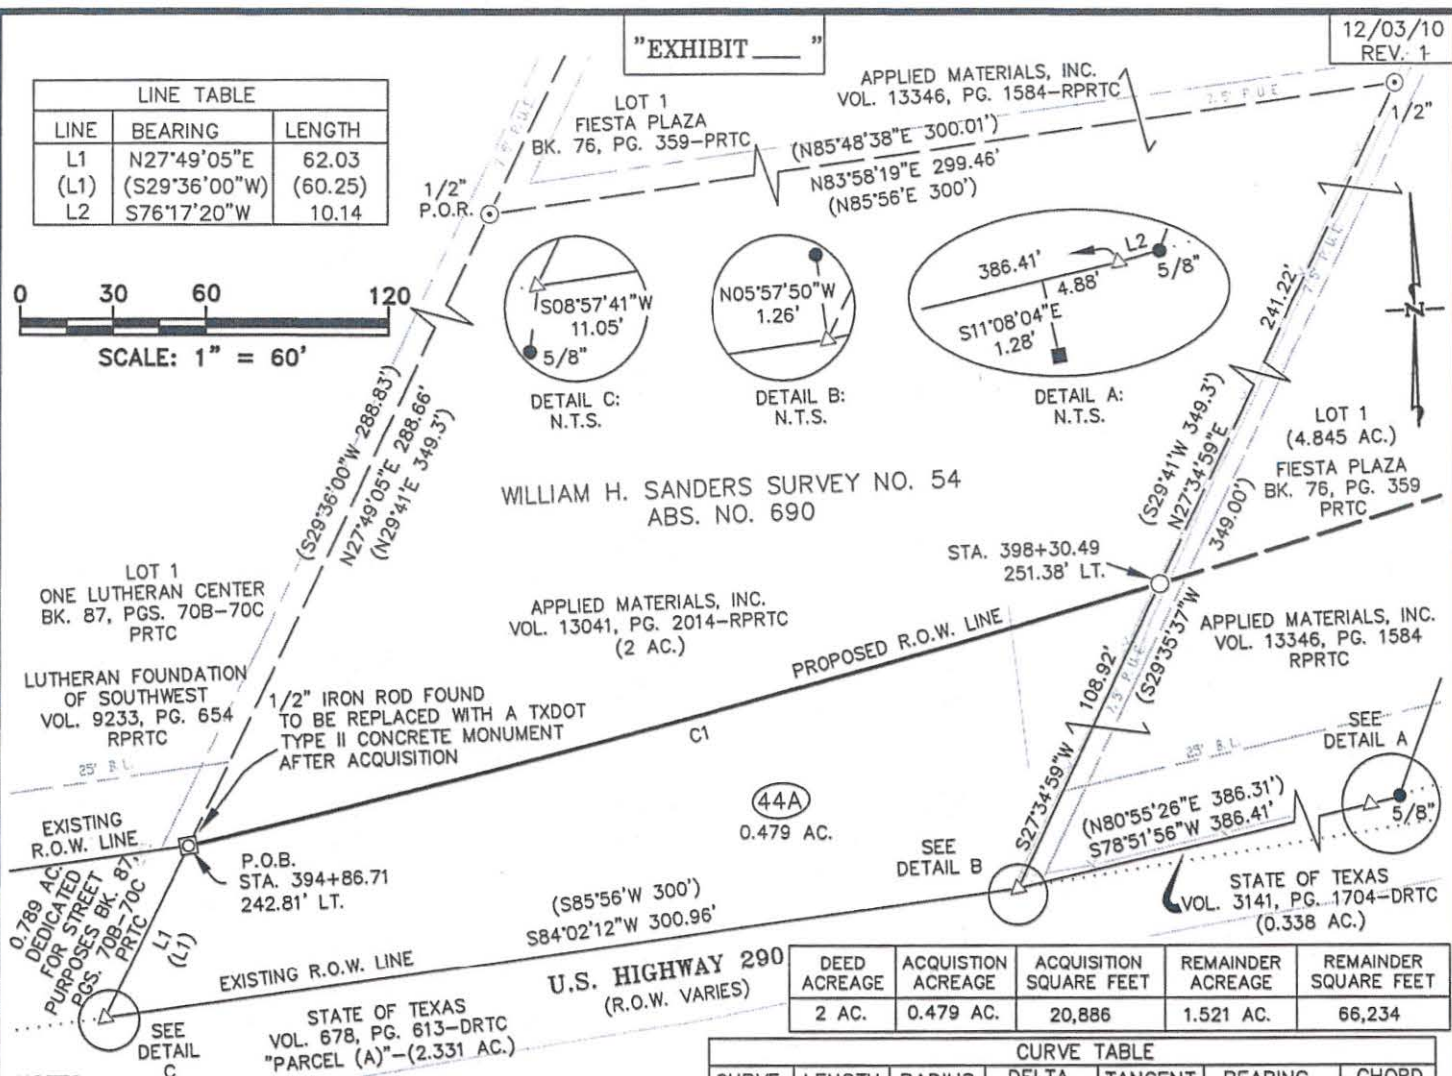 "EXHIBIT ____ "
12/03/10
REV. 1
LINE TABLE
LINE BEARING LENGTH
L1 N27°49'05"E 62.03
(L1) (S29°36'00"W) (60.25)
L2 S76°17'20"W 10.14
0 30 60 120
SCALE: 1" = 60'
7.5' P.U.E
LOT 1
FIESTA PLAZA
BK. 76, PG. 359-PRTC
APPLIED MATERIALS, INC.
VOL. 13346, PG. 1584-RPRTC
7.5' P.U.E
1/2"
(N85°48'38"E 300.01')
N83°58'19"E 299.46'
(N85°56'E 300')
1/2"
P.O.R.
S08°57'41"W
11.05'
5/8"
DETAIL C:
N.T.S.
N05°57'50"W
1.26'
DETAIL B:
N.T.S.
386.41'
L2
4.88'
5/8"
S11°08'04"E
1.28'
DETAIL A:
N.T.S.
241.22'
7.5' P.U.E
N
(S29°36'00"W 288.83')
N27°49'05"E 288.66'
(N29°41'E 349.3')
WILLIAM H. SANDERS SURVEY NO. 54
ABS. NO. 690
(S29°41'W 349.3')
N27°34'59"E
349.00')
(S29°35'37"W
LOT 1
(4.845 AC.)
FIESTA PLAZA
BK. 76, PG. 359
PRTC
STA. 398+30.49
251.38' LT.
LOT 1
ONE LUTHERAN CENTER
BK. 87, PGS. 70B-70C
PRTC
APPLIED MATERIALS, INC.
VOL. 13041, PG. 2014-RPRTC
(2 AC.)
PROPOSED R.O.W. LINE
APPLIED MATERIALS, INC.
VOL. 13346, PG. 1584
RPRTC
LUTHERAN FOUNDATION
OF SOUTHWEST
VOL. 9233, PG. 654
RPRTC
1/2" IRON ROD FOUND
TO BE REPLACED WITH A TXDOT
TYPE II CONCRETE MONUMENT
AFTER ACQUISITION
C1
108.92'
S27°34'59"W
7.5 P.U.E
25' B.L.
25' B.L.
SEE
DETAIL A
5/8"
44A
0.479 AC.
(N80°55'26"E 386.31')
S78°51'56"W 386.41'
EXISTING
R.O.W. LINE
P.O.B.
STA. 394+86.71
242.81' LT.
SEE
DETAIL B
0.789 AC.
DEDICATED
FOR STREET
PURPOSES BK. 87,
PGS. 70B-70C
PRTC
L1
(L1)
(S85°56'W 300')
S84°02'12"W 300.96'
STATE OF TEXAS
VOL. 3141, PG. 1704-DRTC
(0.338 AC.)
EXISTING R.O.W. LINE
U.S. HIGHWAY 290
(R.O.W. VARIES)
SEE
DETAIL
C
STATE OF TEXAS
VOL. 678, PG. 613-DRTC
"PARCEL (A)"-(2.331 AC.)
DEED ACREAGE ACQUISTION ACREAGE ACQUISITION SQUARE FEET REMAINDER ACREAGE REMAINDER SQUARE FEET
2 AC. 0.479 AC. 20,886 1.521 AC. 66,234
CURVE TABLE
CURVE LENGTH RADIUS DELTA TANGENT BEARING CHORD